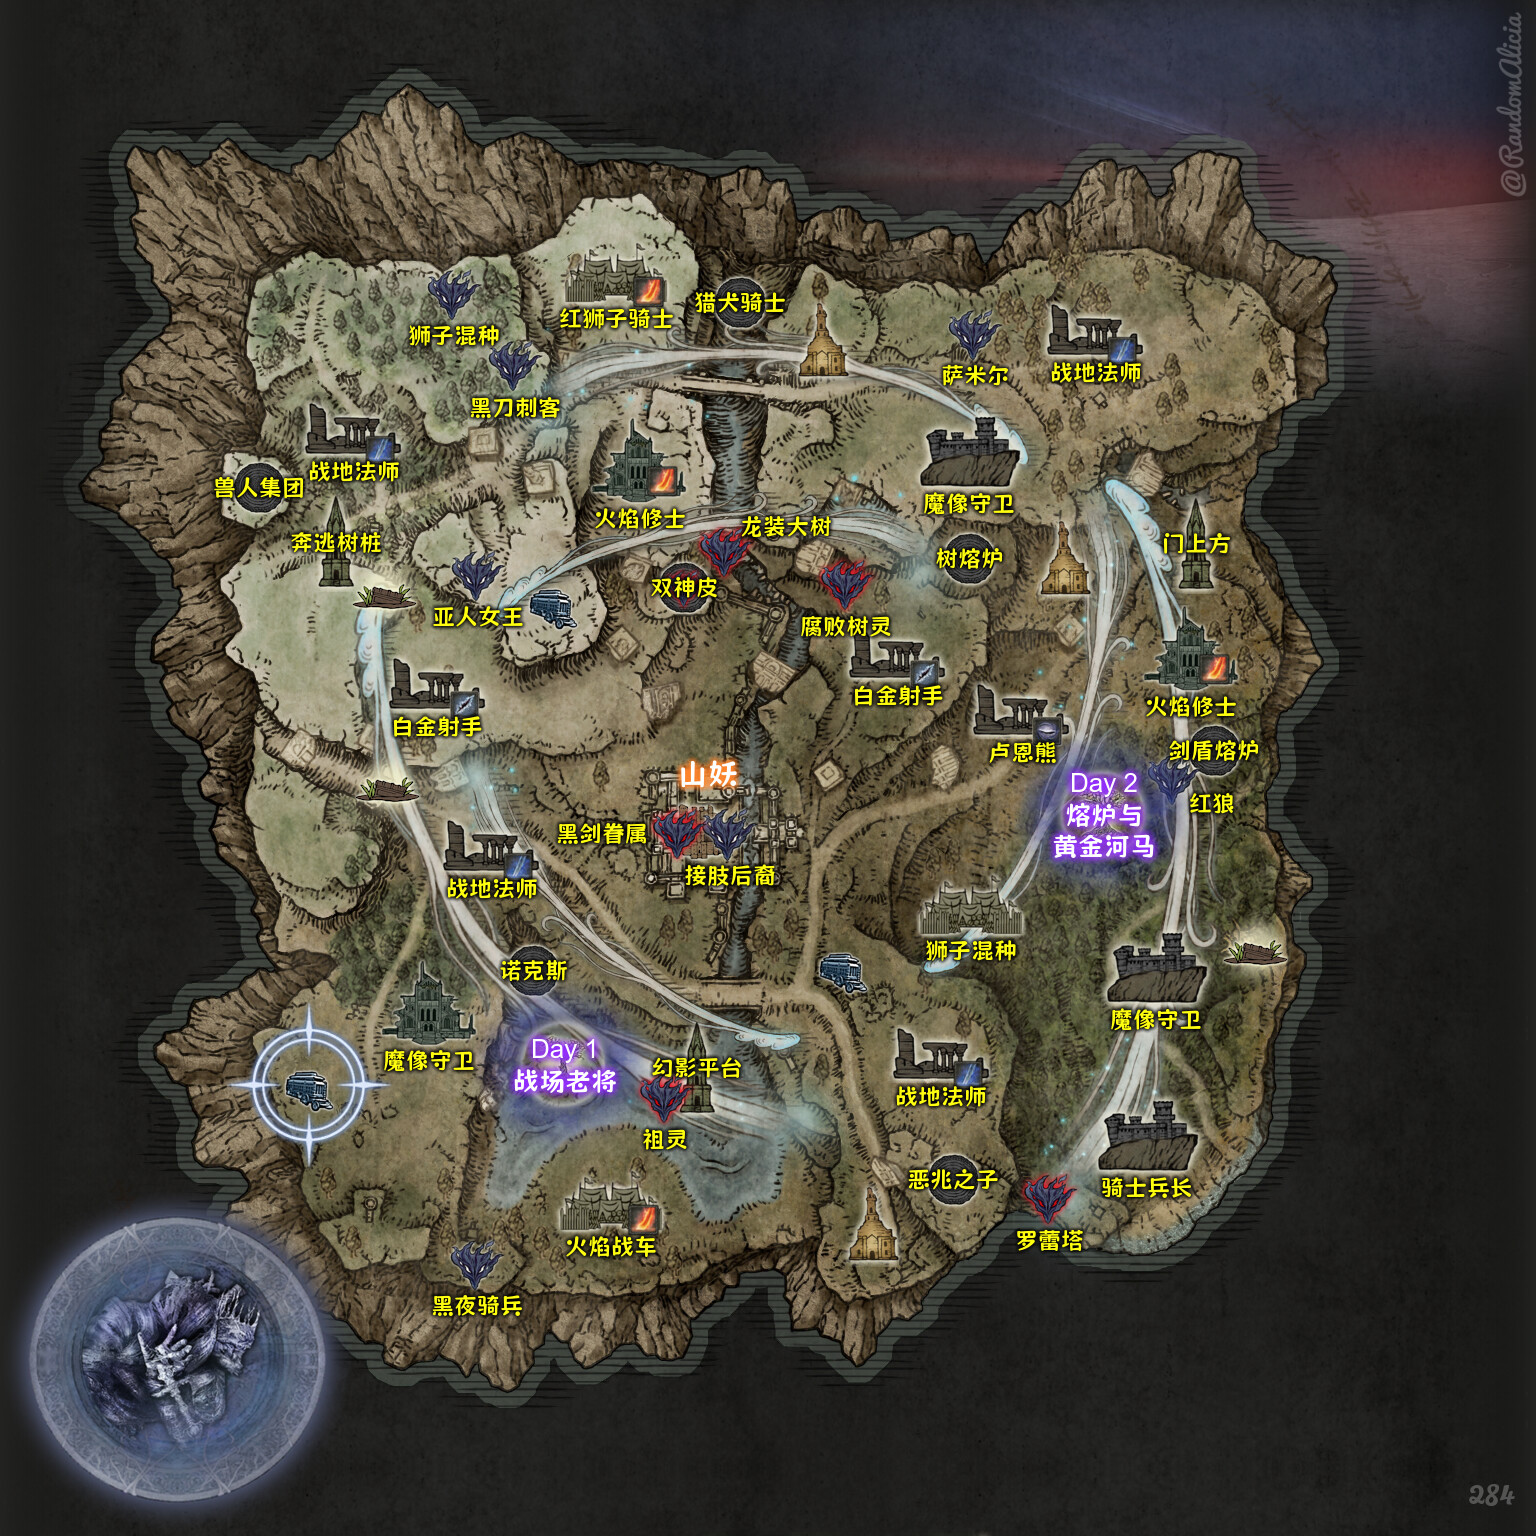 @RandomAlicia
狮子混种
红狮子骑士
猎犬骑士
萨米尔
战地法师
黑刀刺客
战地法师
兽人集团
火焰修士
魔像守卫
龙装大树
奔逃树桩
门上方
树熔炉
双神皮
亚人女王
腐败树灵
白金射手
火焰修士
白金射手
卢恩熊
剑盾熔炉
山妖
Day 2
熔炉与
黄金河马
红狼
黑剑眷属
接肢后裔
战地法师
狮子混种
诺克斯
魔像守卫
魔像守卫
Day 1
战场老将
幻影平台
战地法师
祖灵
恶兆之子
骑士兵长
罗蕾塔
火焰战车
黑夜骑兵
284